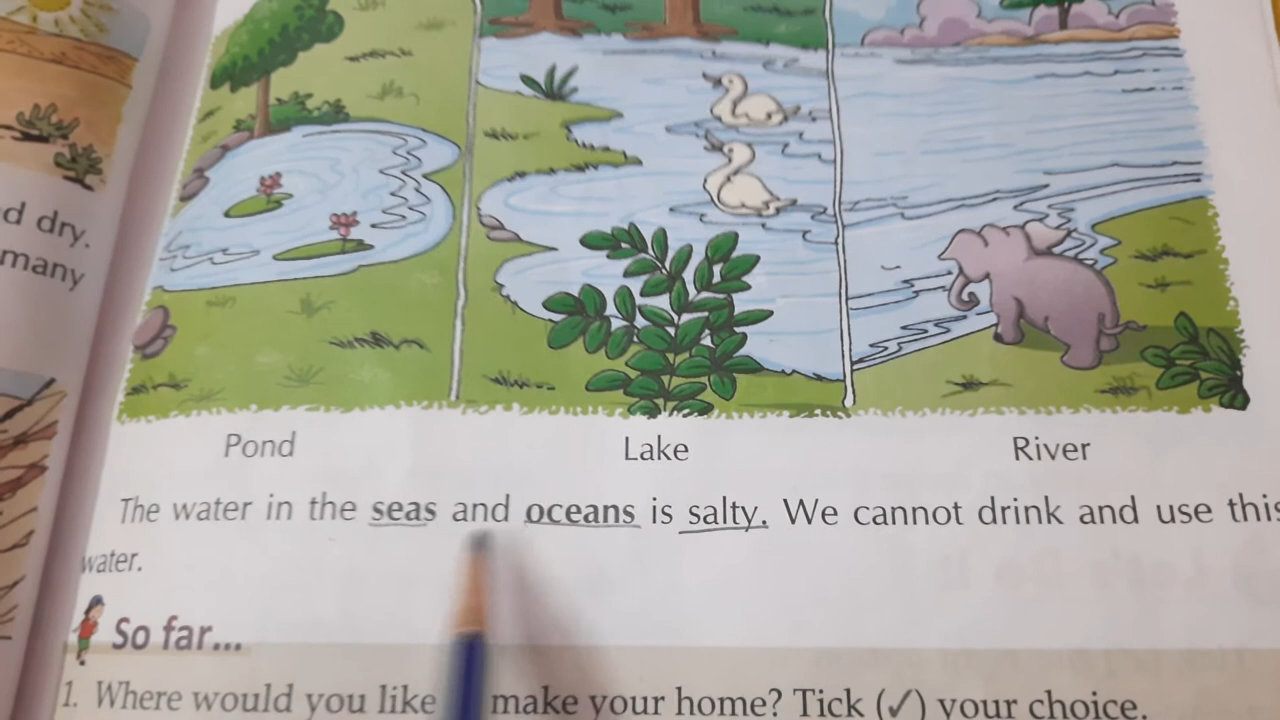 d dry.
many
Pond Lake River
The water in the seas and oceans is salty. We cannot drink and use this
water.
So far...
1. Where would you like make your home? Tick (✓) your choice.